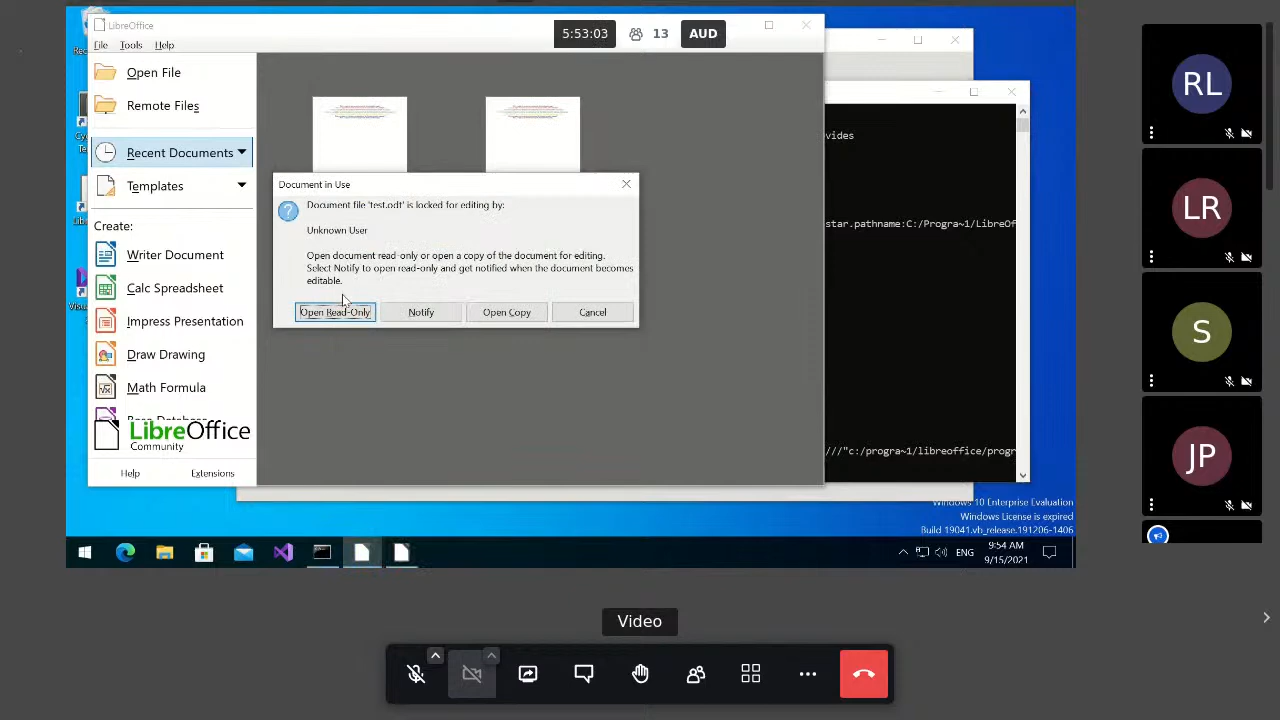 LibreOffice
File Tools Help
5:53:03
13
AUD
Open File
Remote Files
Recent Documents
Templates
Create:
Writer Document
Calc Spreadsheet
Impress Presentation
Draw Drawing
Math Formula
Base Database
LibreOffice
Community
Help
Extensions
Document in Use
Document file 'test.odt' is locked for editing by:
Unknown User
Open document read-only or open a copy of the document for editing.
Select Notify to open read-only and get notified when the document becomes
editable.
Open Read-Only
Notify
Open Copy
Cancel
vides
star.pathname:C:/Progra~1/LibreOf
///"c:/progra~1/libreoffice/progr
Windows 10 Enterprise Evaluation
Windows License is expired
Build 19041.vb_release.191206-1406
ENG
9:54 AM
9/15/2021
RL
LR
S
JP
Video